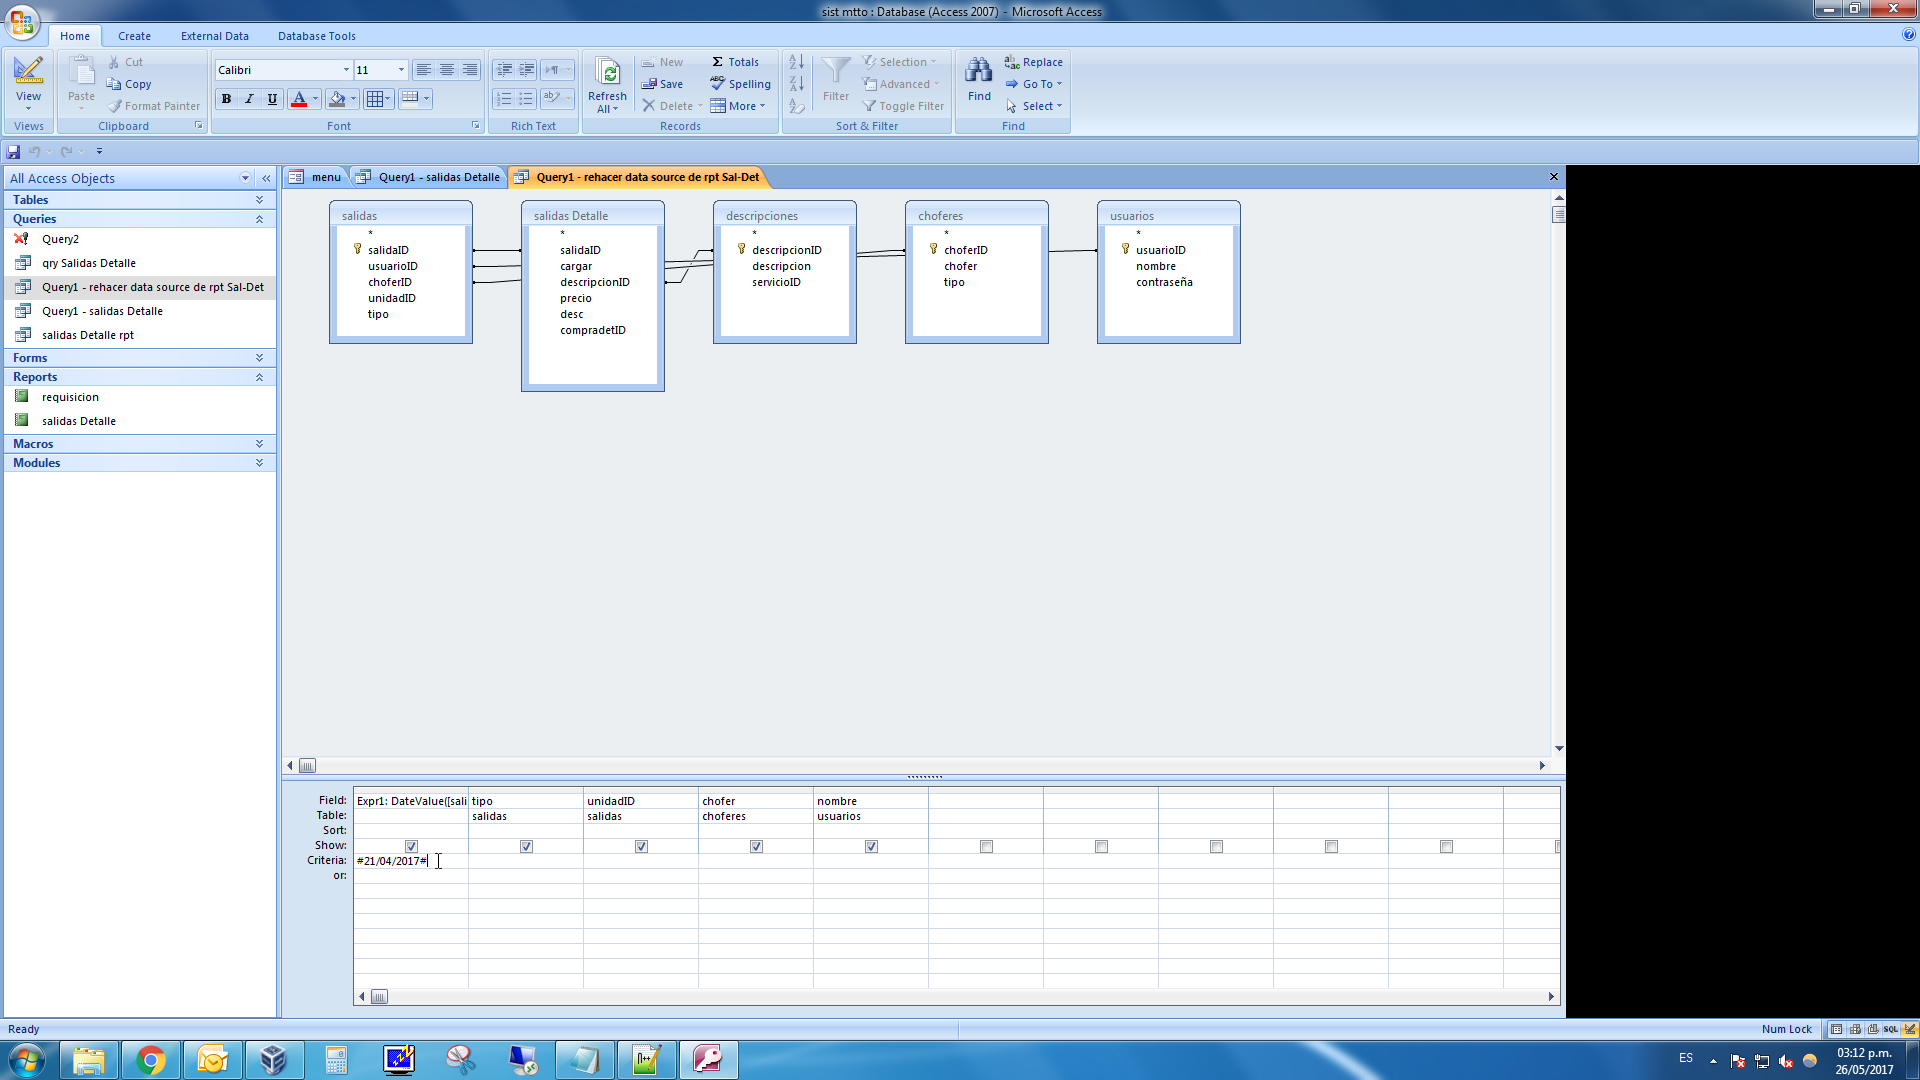 sist mtto : Database (Access 2007) - Microsoft Access
Home Create External Data Database Tools
View Paste Cut Copy Format Painter
Calibri 11
B I U A
Refresh All New Save Delete Totals Spelling More
Filter Selection Advanced Toggle Filter
Find Replace Go To Select
Views Clipboard Font Rich Text Records Sort & Filter Find
All Access Objects
Tables
Queries
Query2
qry Salidas Detalle
Query1 - rehacer data source de rpt Sal-Det
Query1 - salidas Detalle
salidas Detalle rpt
Forms
Reports
requisicion
salidas Detalle
Macros
Modules
menu Query1 - salidas Detalle Query1 - rehacer data source de rpt Sal-Det
salidas
*
salidaID
usuarioID
choferID
unidadID
tipo
salidas Detalle
*
salidaID
cargar
descripcionID
precio
desc
compradetID
descripciones
*
descripcionID
descripcion
servicioID
choferes
*
choferID
chofer
tipo
usuarios
*
usuarioID
nombre
contraseña
Field: Expr1: DateValue([sali tipo unidadID chofer nombre
Table: salidas salidas choferes usuarios
Sort:
Show:
Criteria: #21/04/2017#
or:
Ready Num Lock SQL
ES 03:12 p.m.
26/05/2017